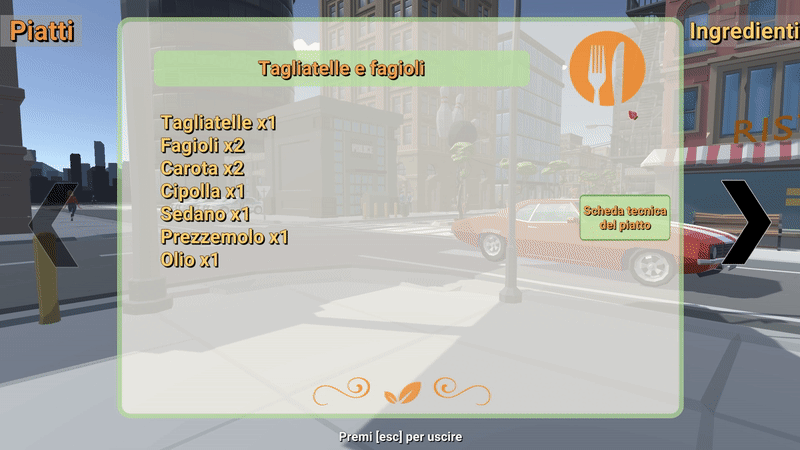 Piatti
Ingredienti
Tagliatelle e fagioli
Tagliatelle x1
Fagioli x2
Carota x2
Cipolla x1
Sedano x1
Prezzemolo x1
Olio x1
Scheda tecnica
del piatto
RIS
Premi [esc] per uscire